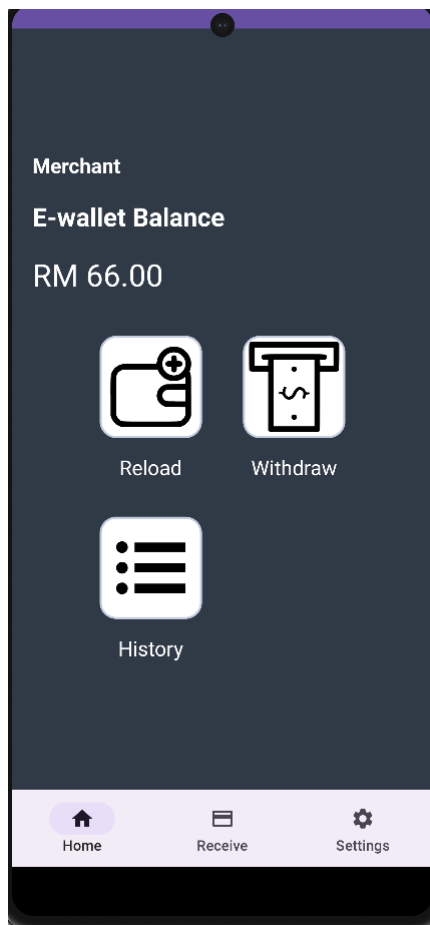 Merchant
E-wallet Balance
RM 66.00
Reload Withdraw
History
Home Receive Settings